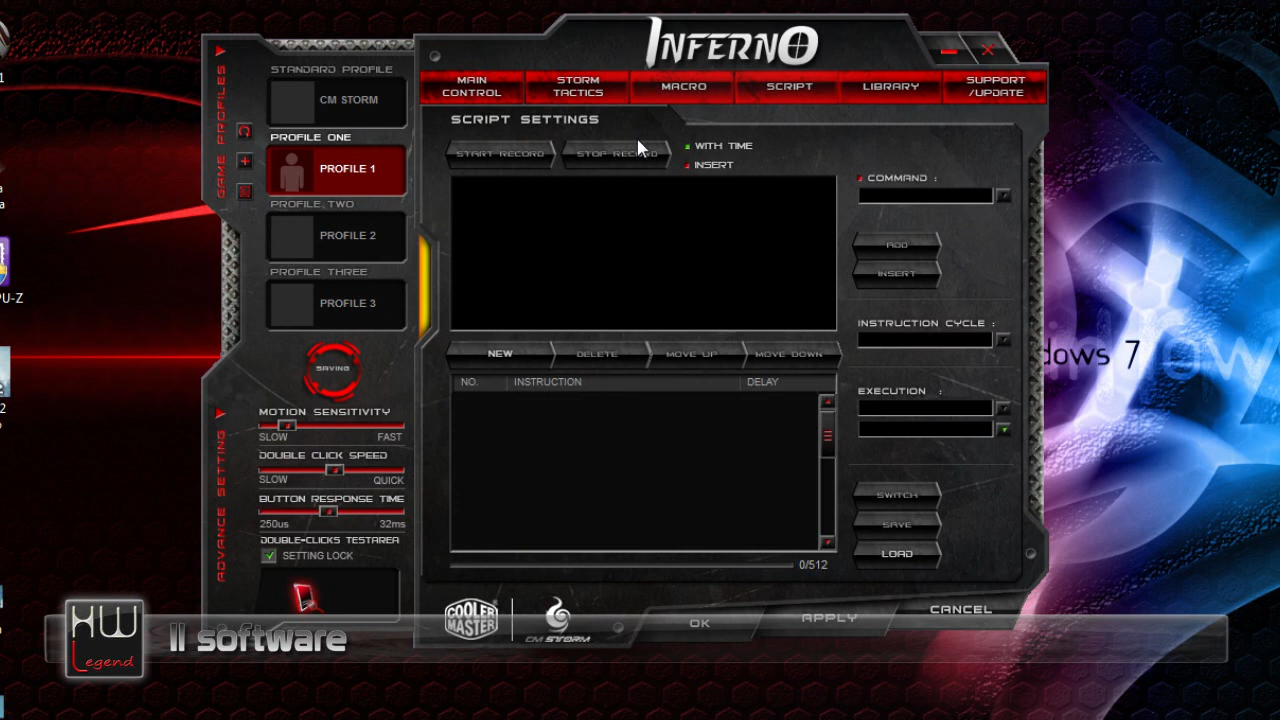 INFERNO
MAIN CONTROL
STORM TACTICS
MACRO
SCRIPT
LIBRARY
SUPPORT /UPDATE
GAME PROFILES
STANDARD PROFILE
CM STORM
PROFILE ONE
PROFILE 1
PROFILE TWO
PROFILE 2
PROFILE THREE
PROFILE 3
SAVING
ADVANCE SETTING
MOTION SENSITIVITY
SLOW FAST
DOUBLE CLICK SPEED
SLOW QUICK
BUTTON RESPONSE TIME
250us 32ms
DOUBLE-CLICKS TESTAREA
SETTING LOCK
SCRIPT SETTINGS
START RECORD STOP RECORD
WITH TIME
INSERT
NEW DELETE MOVE UP MOVE DOWN
NO. INSTRUCTION DELAY
0/512
COMMAND :
ADD
INSERT
INSTRUCTION CYCLE :
EXECUTION :
SWITCH
SAVE
LOAD
COOLER MASTER
CM STORM
OK APPLY CANCEL
HW Legend
Il software
1
a
a
PU-Z
2
dows 7